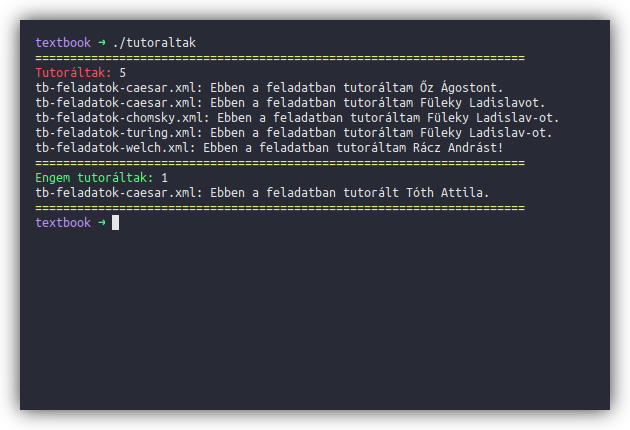 textbook → ./tutoraltak
======================================================================
Tutoráltak: 5
tb-feladatok-caesar.xml: Ebben a feladatban tutoráltam Őz Ágostont.
tb-feladatok-caesar.xml: Ebben a feladatban tutoráltam Füleky Ladislavot.
tb-feladatok-chomsky.xml: Ebben a feladatban tutoráltam Füleky Ladislav-ot.
tb-feladatok-turing.xml: Ebben a feladatban tutoráltam Füleky Ladislav-ot.
tb-feladatok-welch.xml: Ebben a feladatban tutoráltam Rácz Andrást!
======================================================================
Engem tutoráltak: 1
tb-feladatok-caesar.xml: Ebben a feladatban tutorált Tóth Attila.
======================================================================
textbook →